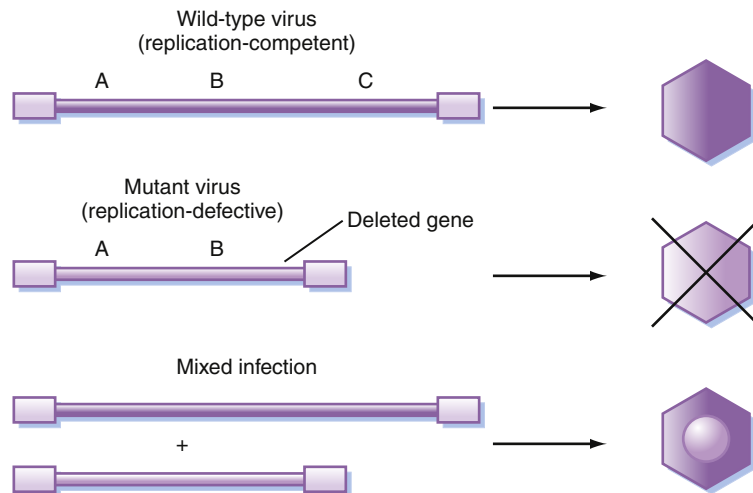 Wild-type virus
(replication-competent)
A B C
Mutant virus
(replication-defective)
Deleted gene
A B
Mixed infection
+